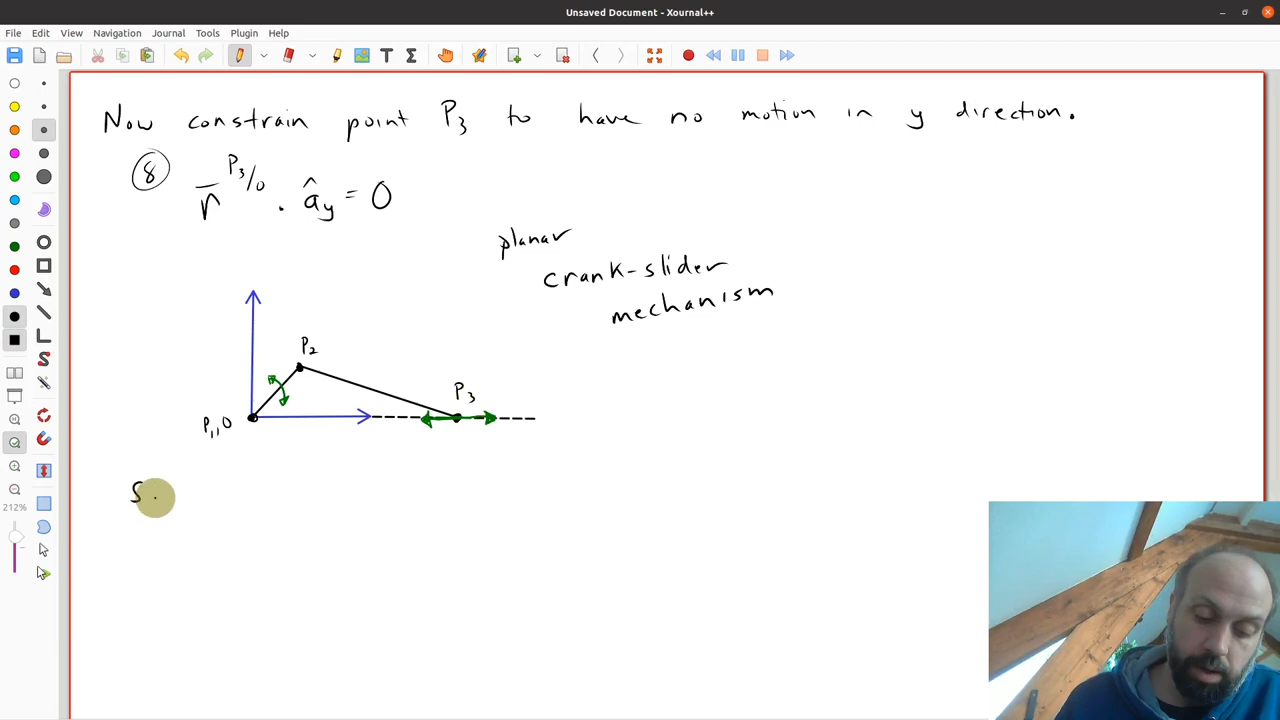 Unsaved Document - Xournal++
File Edit View Navigation Journal Tools Plugin Help
Now constrain point P₃ to have no motion in y direction.
⑧ r̄^{P₃/O} · â_y = 0
planar
crank-slider
mechanism
P₂
P₃
P₁,O
S
212%